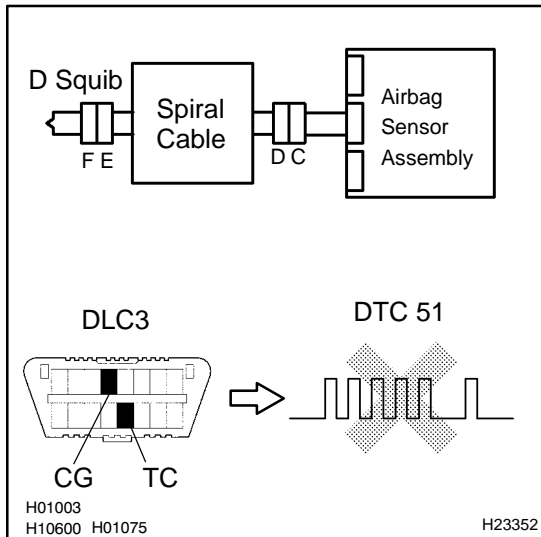 D Squib
F E
Spiral
Cable
D C
Airbag
Sensor
Assembly
DLC3
DTC 51
CG
TC
H01003
H10600 H01075
H23352